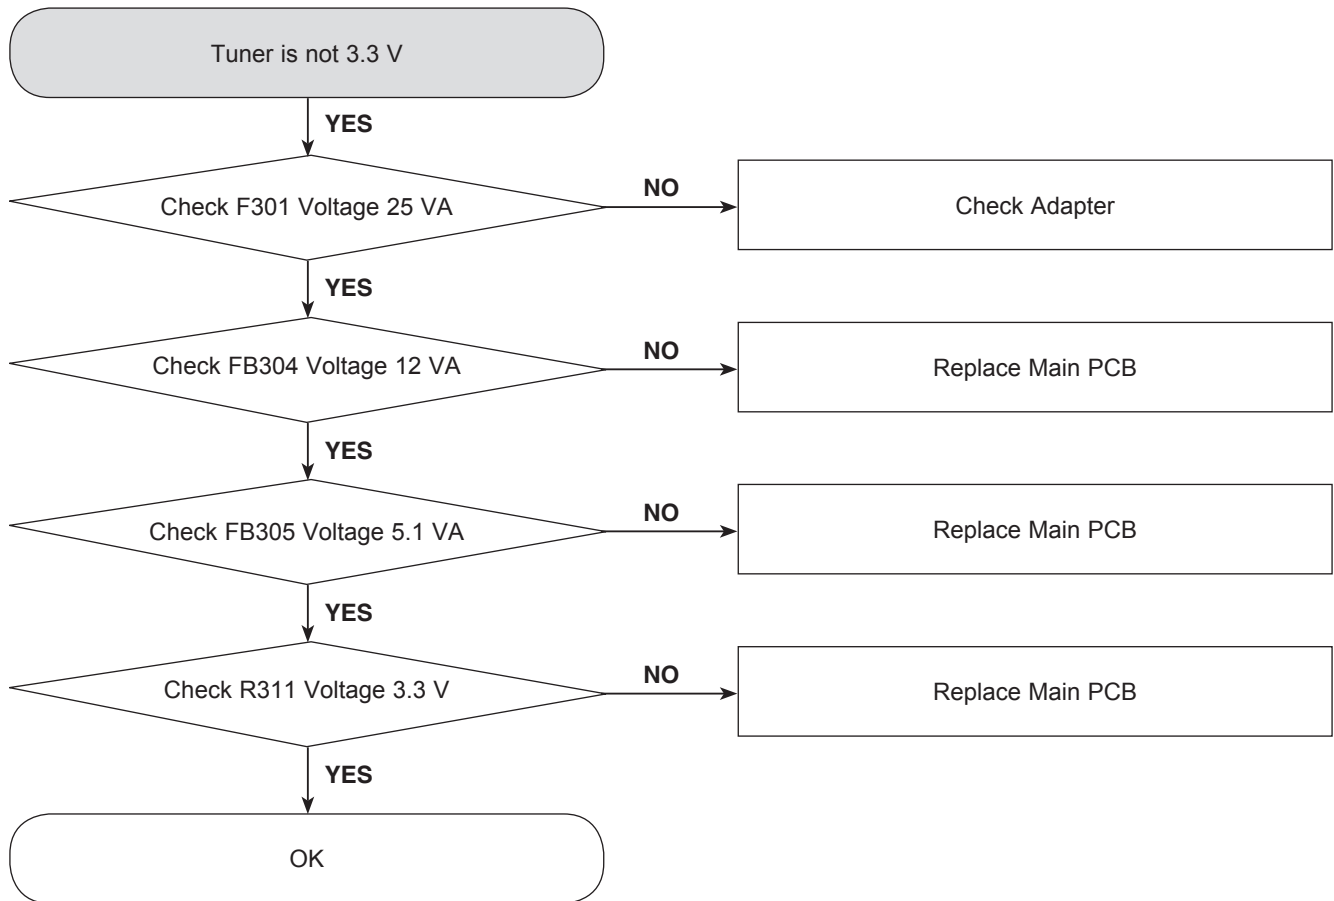 Tuner is not 3.3 V
YES
Check F301 Voltage 25 VA
NO
Check Adapter
YES
Check FB304 Voltage 12 VA
NO
Replace Main PCB
YES
Check FB305 Voltage 5.1 VA
NO
Replace Main PCB
YES
Check R311 Voltage 3.3 V
NO
Replace Main PCB
YES
OK